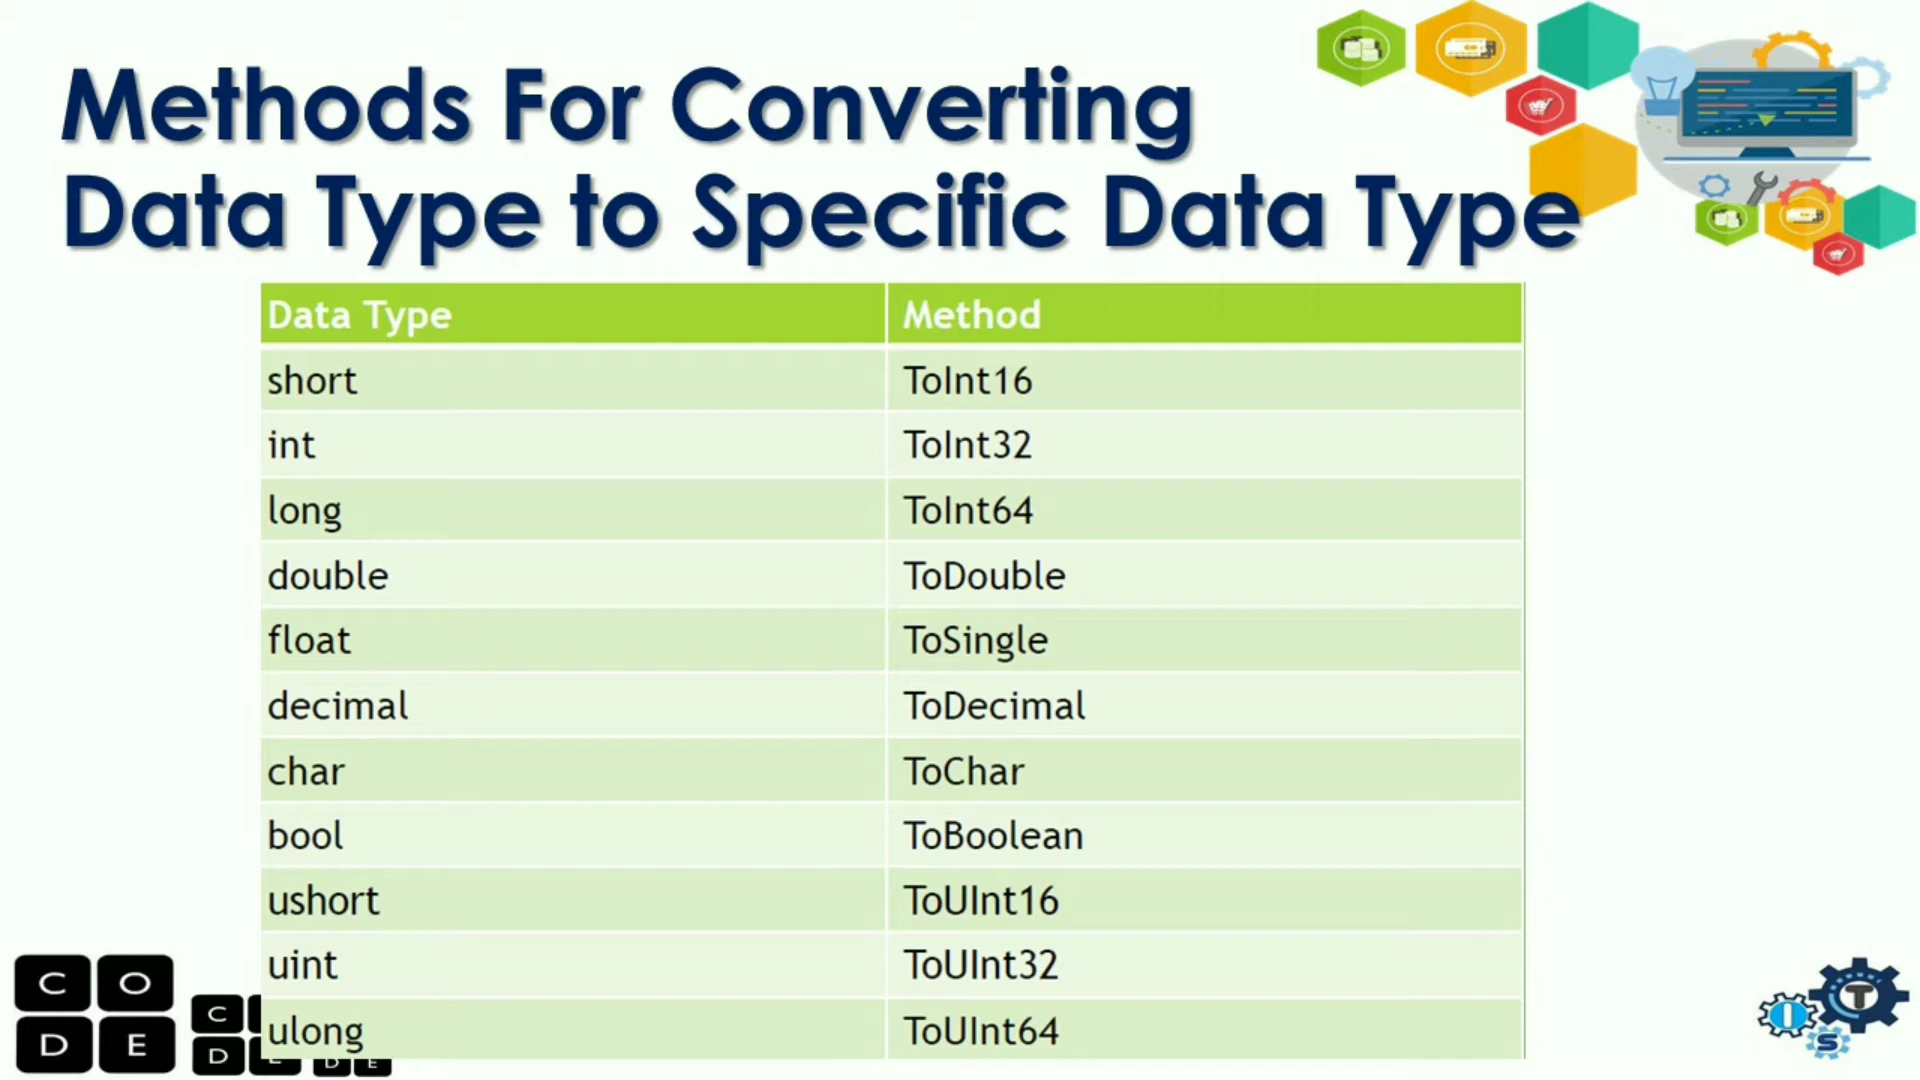 Methods For Converting
Data Type to Specific Data Type
Data Type Method
short ToInt16
int ToInt32
long ToInt64
double ToDouble
float ToSingle
decimal ToDecimal
char ToChar
bool ToBoolean
ushort ToUInt16
uint ToUInt32
ulong ToUInt64
C O
D E
C
D E
D E
I T
S